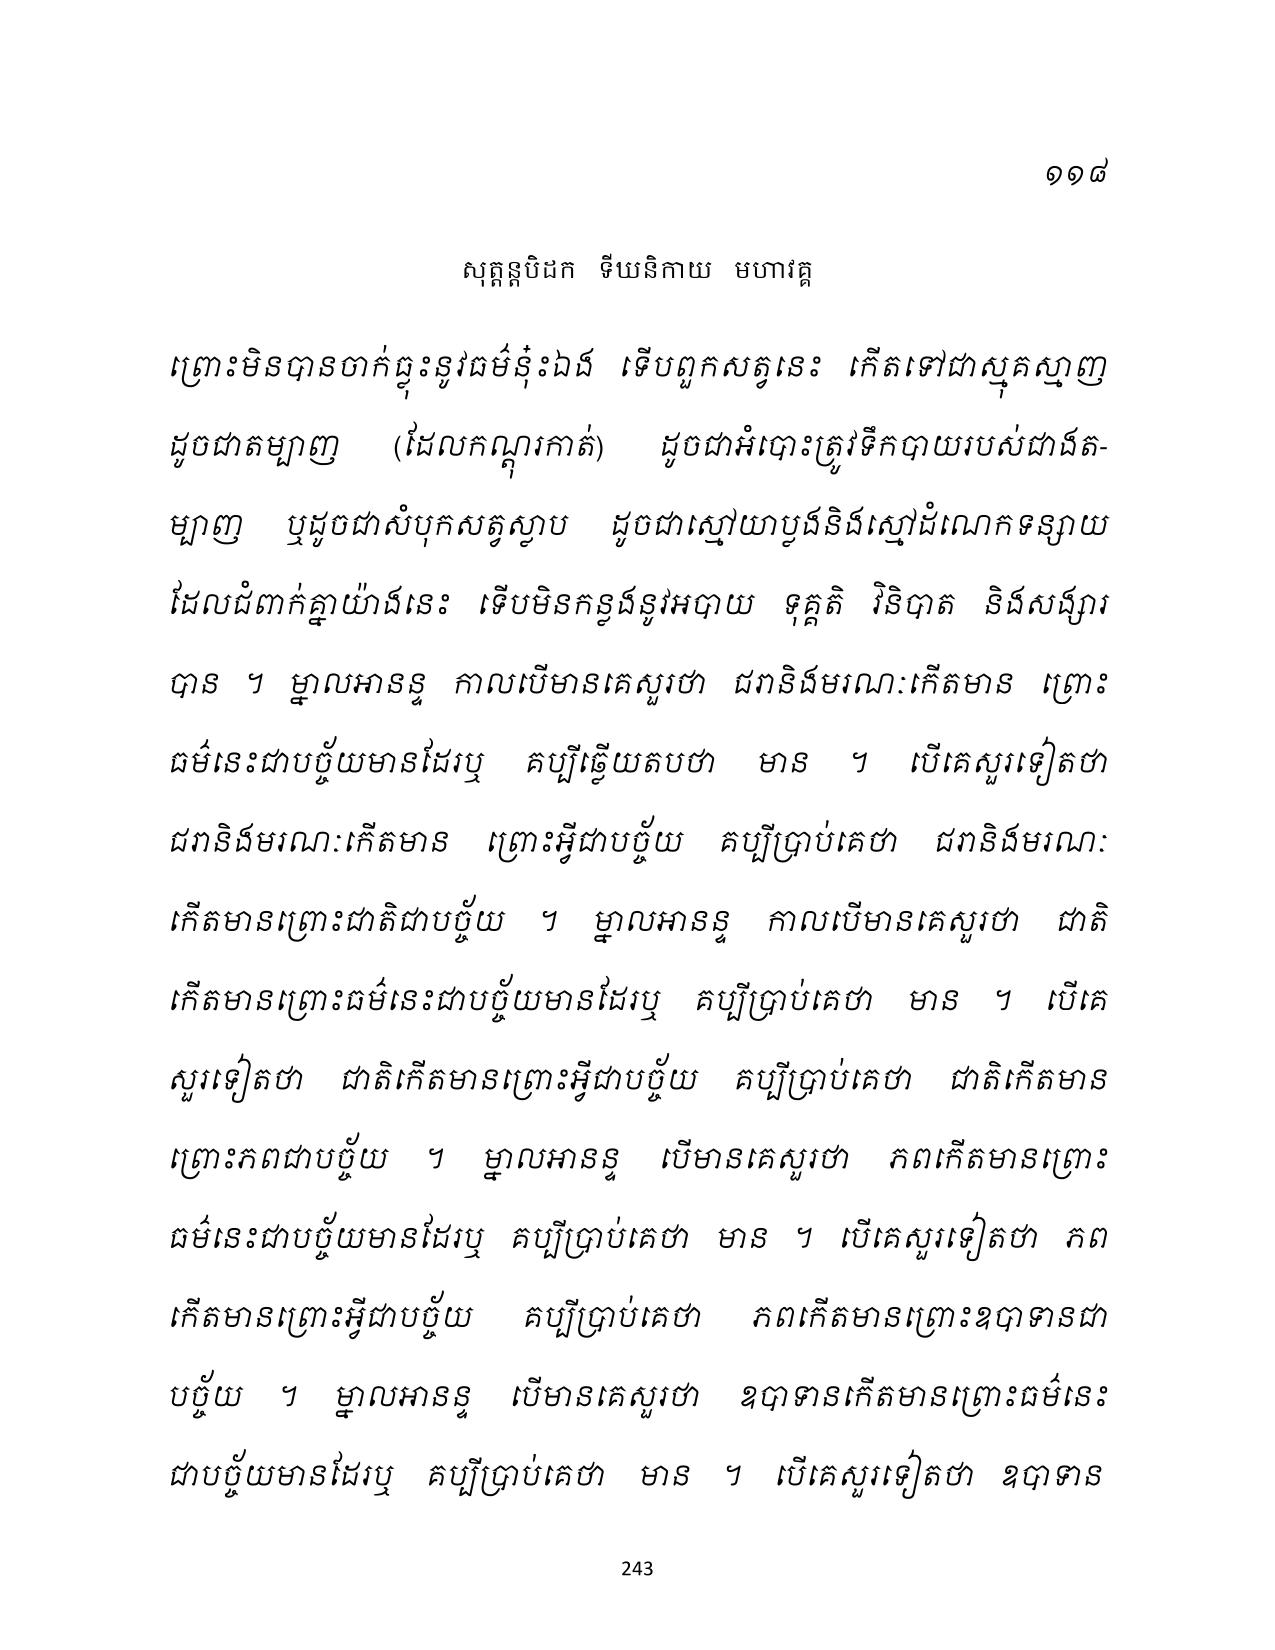 ១១៨
សុត្តន្តបិដក ទីឃនិកាយ មហាវគ្គ
ព្រោះមិនបានចាក់ធ្លុះនូវធម៌នុ៎ះឯង ទើបពួកសត្វនេះ កើតទៅជាស្មុគស្មាញ
ដូចជាតម្បាញ (ដែលកណ្តុរកាត់) ដូចជាអំបោះត្រូវទឹកបាយរបស់ជាងត-
ម្បាញ ឬដូចជាសំបុកសត្វស្លាប ដូចជាស្មៅយាប្លងនិងស្មៅដំណេកទន្សាយ
ដែលជំពាក់គ្នាយ៉ាងនេះ ទើបមិនកន្លងនូវអបាយ ទុគ្គតិ វិនិបាត និងសង្សារ
បាន ។ ម្នាលអានន្ទ កាលបើមានគេសួរថា ជរានិងមរណៈកើតមាន ព្រោះ
ធម៌នេះជាបច្ច័យមានដែរឬ គប្បីឆ្លើយតបថា មាន ។ បើគេសួរទៀតថា
ជរានិងមរណៈកើតមាន ព្រោះអ្វីជាបច្ច័យ គប្បីប្រាប់គេថា ជរានិងមរណៈ
កើតមានព្រោះជាតិជាបច្ច័យ ។ ម្នាលអានន្ទ កាលបើមានគេសួរថា ជាតិ
កើតមានព្រោះធម៌នេះជាបច្ច័យមានដែរឬ គប្បីប្រាប់គេថា មាន ។ បើគេ
សួរទៀតថា ជាតិកើតមានព្រោះអ្វីជាបច្ច័យ គប្បីប្រាប់គេថា ជាតិកើតមាន
ព្រោះភពជាបច្ច័យ ។ ម្នាលអានន្ទ បើមានគេសួរថា ភពកើតមានព្រោះ
ធម៌នេះជាបច្ច័យមានដែរឬ គប្បីប្រាប់គេថា មាន ។ បើគេសួរទៀតថា ភព
កើតមានព្រោះអ្វីជាបច្ច័យ គប្បីប្រាប់គេថា ភពកើតមានព្រោះឧបាទានជា
បច្ច័យ ។ ម្នាលអានន្ទ បើមានគេសួរថា ឧបាទានកើតមានព្រោះធម៌នេះ
ជាបច្ច័យមានដែរឬ គប្បីប្រាប់គេថា មាន ។ បើគេសួរទៀតថា ឧបាទាន
243